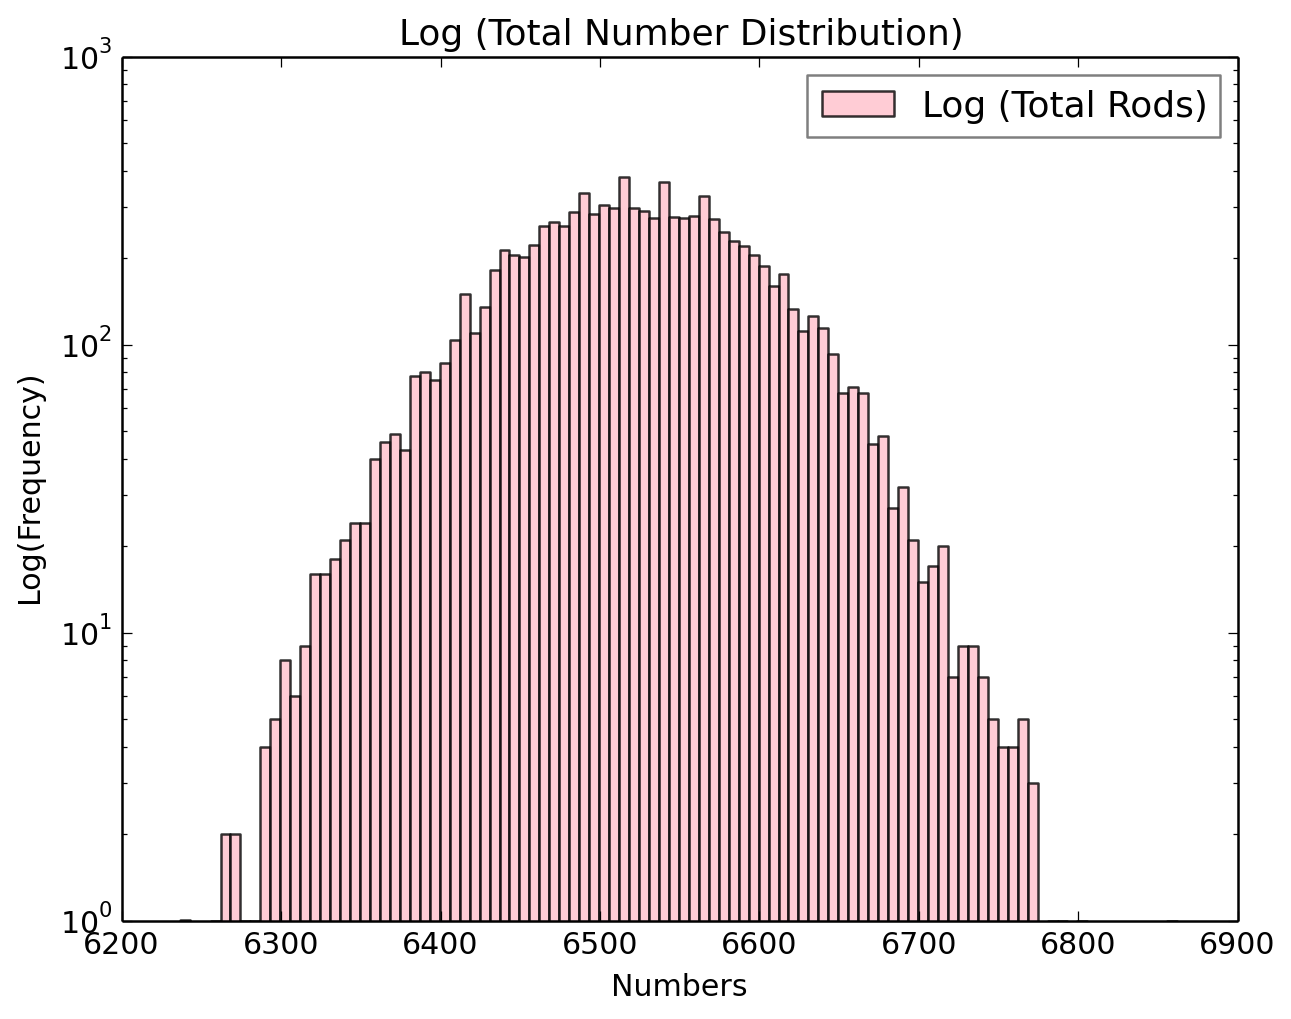 Log (Total Number Distribution)
Log (Total Rods)
10³
10²
10¹
10⁰
Log(Frequency)
6200 6300 6400 6500 6600 6700 6800 6900
Numbers